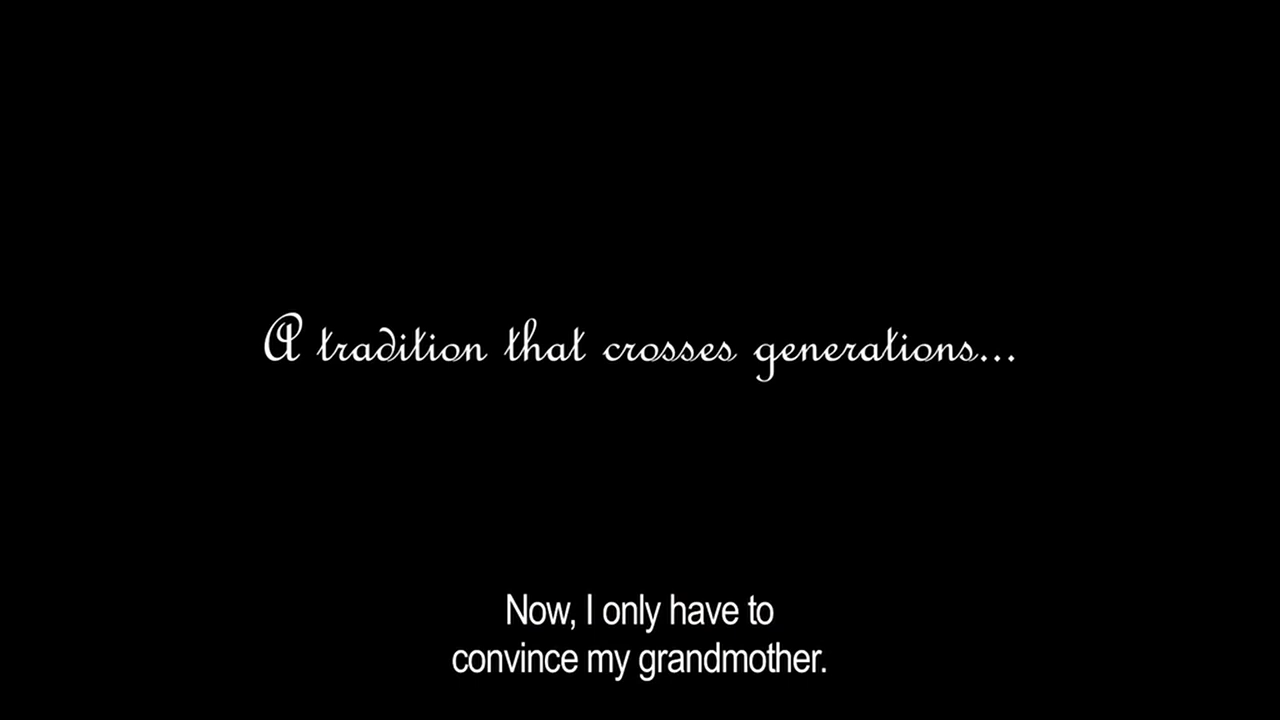 A tradition that crosses generations...
Now, I only have to
convince my grandmother.